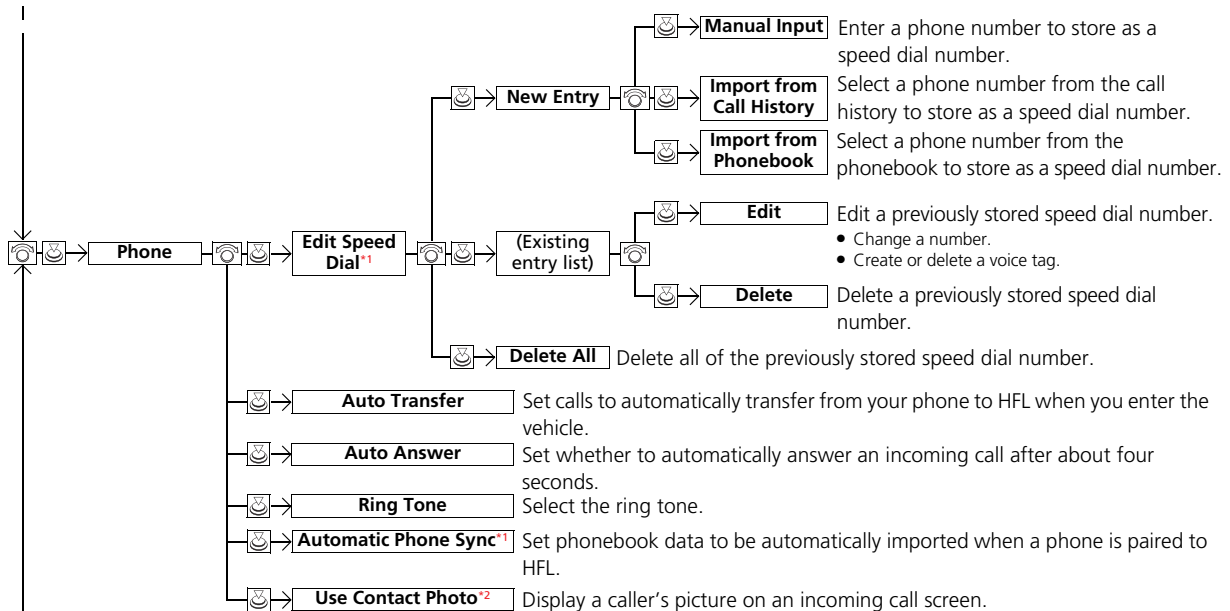 Manual Input
Enter a phone number to store as a
speed dial number.
New Entry
Import from
Call History
Select a phone number from the call
history to store as a speed dial number.
Import from
Phonebook
Select a phone number from the
phonebook to store as a speed dial number.
Phone
Edit Speed
Dial*1
(Existing
entry list)
Edit
Edit a previously stored speed dial number.
● Change a number.
● Create or delete a voice tag.
Delete
Delete a previously stored speed dial
number.
Delete All
Delete all of the previously stored speed dial number.
Auto Transfer
Set calls to automatically transfer from your phone to HFL when you enter the
vehicle.
Auto Answer
Set whether to automatically answer an incoming call after about four
seconds.
Ring Tone
Select the ring tone.
Automatic Phone Sync*1
Set phonebook data to be automatically imported when a phone is paired to
HFL.
Use Contact Photo*2
Display a caller's picture on an incoming call screen.